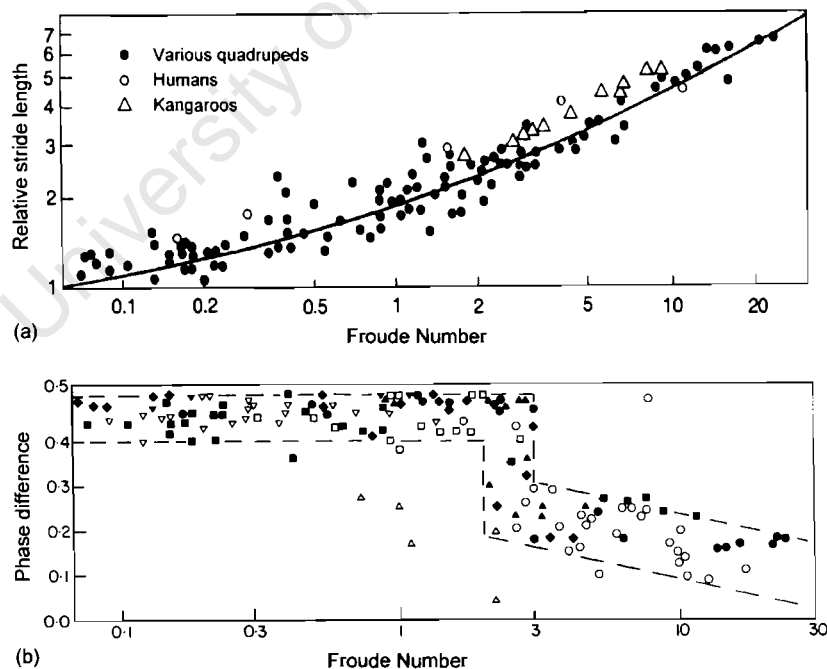 University of
7
6
5
4
3
2
1
Relative stride length
Various quadrupeds
Humans
Kangaroos
0.1 0.2 0.5 1 2 5 10 20
(a)
Froude Number
0·5
0·4
0·3
0·2
0·1
0·0
Phase difference
0·1 0·3 1 3 10 30
(b)
Froude Number